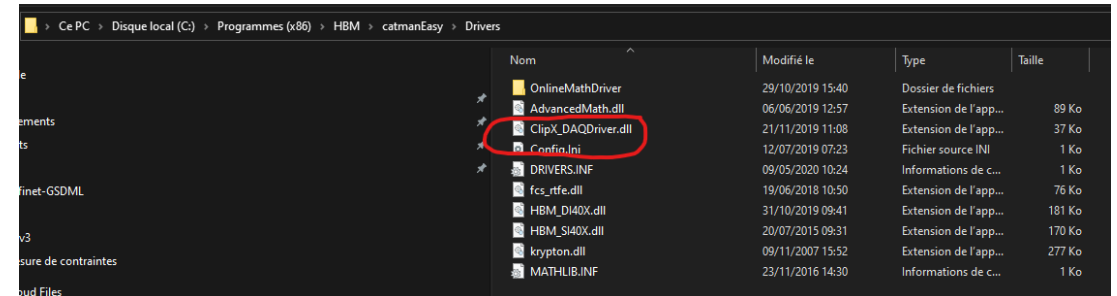 Ce PC > Disque local (C:) > Programmes (x86) > HBM > catmanEasy > Drivers
Nom Modifié le Type Taille
e
OnlineMathDriver 29/10/2019 15:40 Dossier de fichiers
AdvancedMath.dll 06/06/2019 12:57 Extension de l'app... 89 Ko
ements
ClipX_DAQDriver.dll 21/11/2019 11:08 Extension de l'app... 37 Ko
ts
Config.Ini 12/07/2019 07:23 Fichier source INI 1 Ko
DRIVERS.INF 09/05/2020 10:24 Informations de c... 1 Ko
finet-GSDML
fcs_rtfe.dll 19/06/2018 10:50 Extension de l'app... 76 Ko
HBM_DI40X.dll 31/10/2019 09:41 Extension de l'app... 181 Ko
v3
HBM_SI40X.dll 20/07/2015 09:31 Extension de l'app... 170 Ko
krypton.dll 09/11/2007 15:52 Extension de l'app... 277 Ko
esure de contraintes
MATHLIB.INF 23/11/2016 14:30 Informations de c... 1 Ko
oud Files